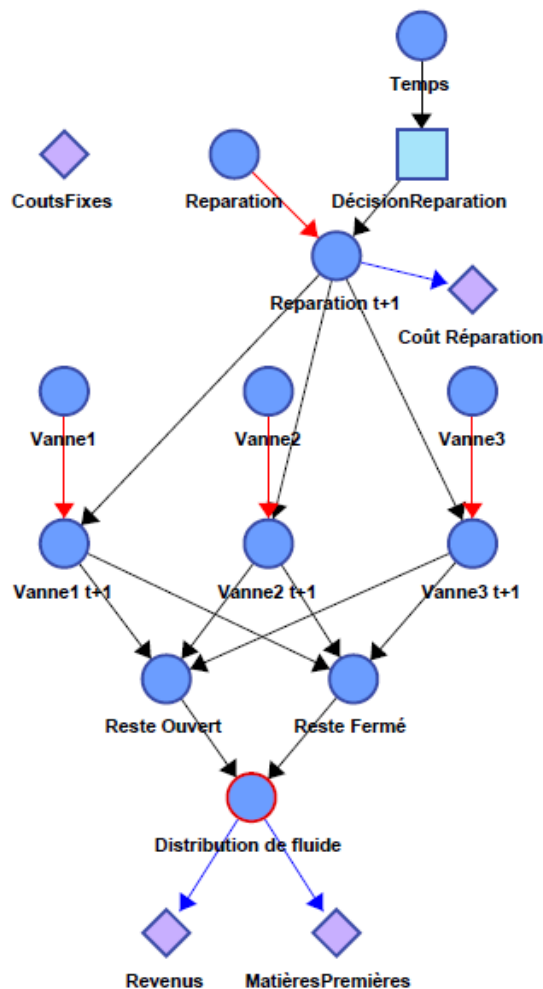 Temps
CoutsFixes
Reparation
DécisionReparation
Reparation t+1
Coût Réparation
Vanne1
Vanne2
Vanne3
Vanne1 t+1
Vanne2 t+1
Vanne3 t+1
Reste Ouvert
Reste Fermé
Distribution de fluide
Revenus
MatièresPremières